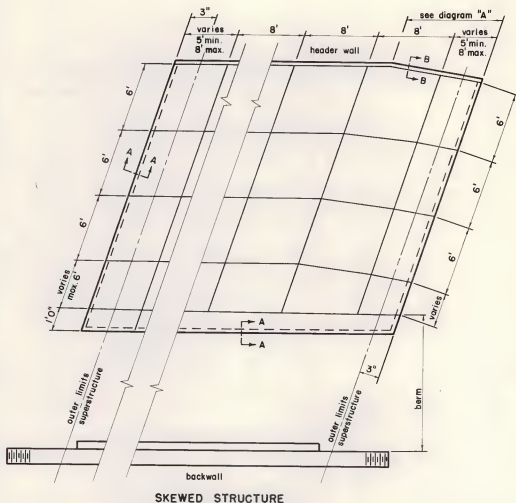 3"
see diagram "A"
varies
5' min.
8' max.
8'
8'
8'
varies
5' min.
8' max.
header wall
B
B
6'
6'
6'
varies
max. 6'
1'0"
A
A
6'
6'
6'
varies
A
A
3"
berm
outer limits
superstructure
outer limits
superstructure
backwall
SKEWED STRUCTURE